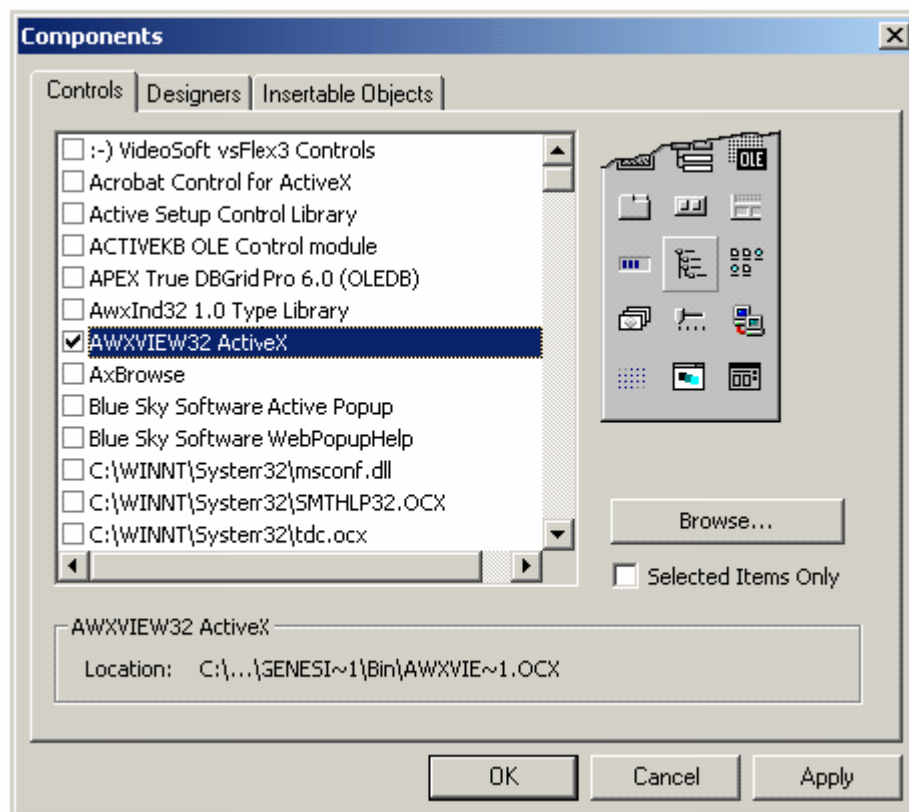 Components
Controls
Designers
Insertable Objects
:-) VideoSoft vsFlex3 Controls
Acrobat Control for ActiveX
Active Setup Control Library
ACTIVEKB OLE Control module
APEX True DBGrid Pro 6.0 (OLEDB)
AwxInd32 1.0 Type Library
AWXVIEW32 ActiveX
AxBrowse
Blue Sky Software Active Popup
Blue Sky Software WebPopupHelp
C:\WINNT\System32\msconf.dll
C:\WINNT\System32\SMTHLP32.OCX
C:\WINNT\System32\tdc.ocx
OLE
Browse...
Selected Items Only
AWXVIEW32 ActiveX
Location: C:\...\GENESI~1\Bin\AWXVIE~1.OCX
OK
Cancel
Apply